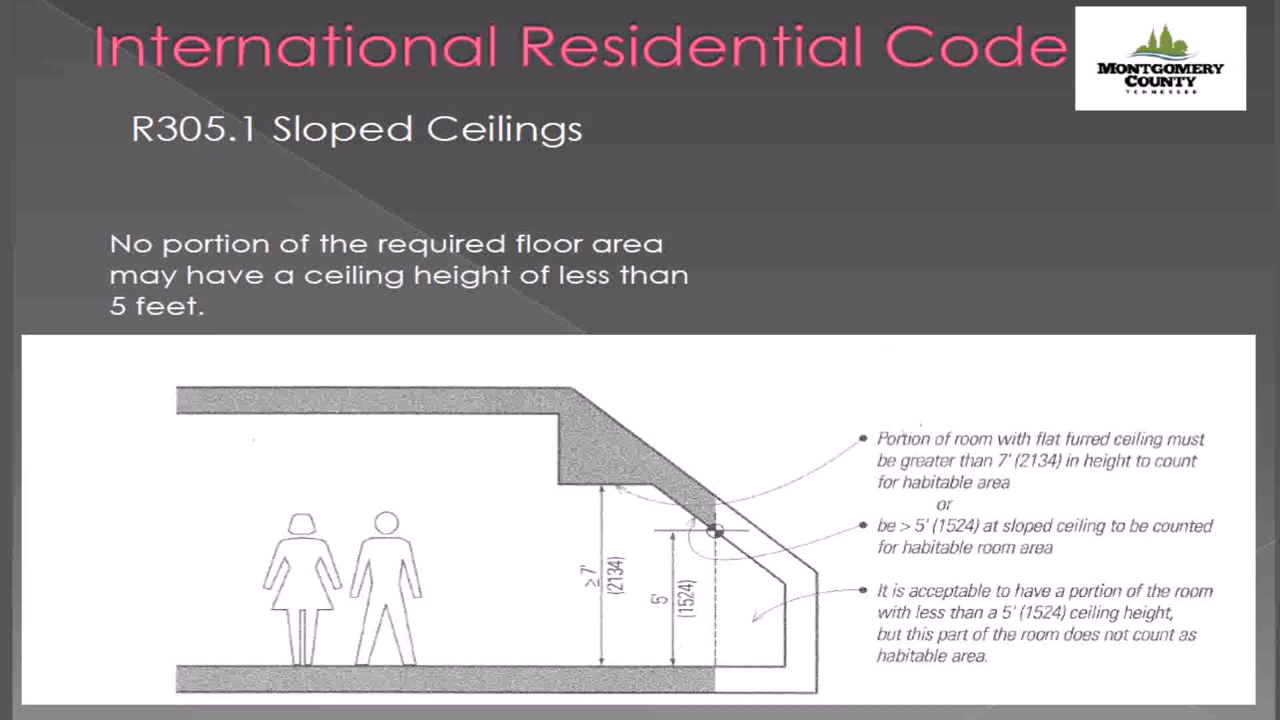 International Residential Code
MONTGOMERY
COUNTY
TENNESSEE
R305.1 Sloped Ceilings
No portion of the required floor area
may have a ceiling height of less than
5 feet.
Portion of room with flat furred ceiling must
be greater than 7' (2134) in height to count
for habitable area
or
be > 5' (1524) at sloped ceiling to be counted
for habitable room area
≥ 7'
(2134)
5'
(1524)
It is acceptable to have a portion of the room
with less than a 5' (1524) ceiling height,
but this part of the room does not count as
habitable area.